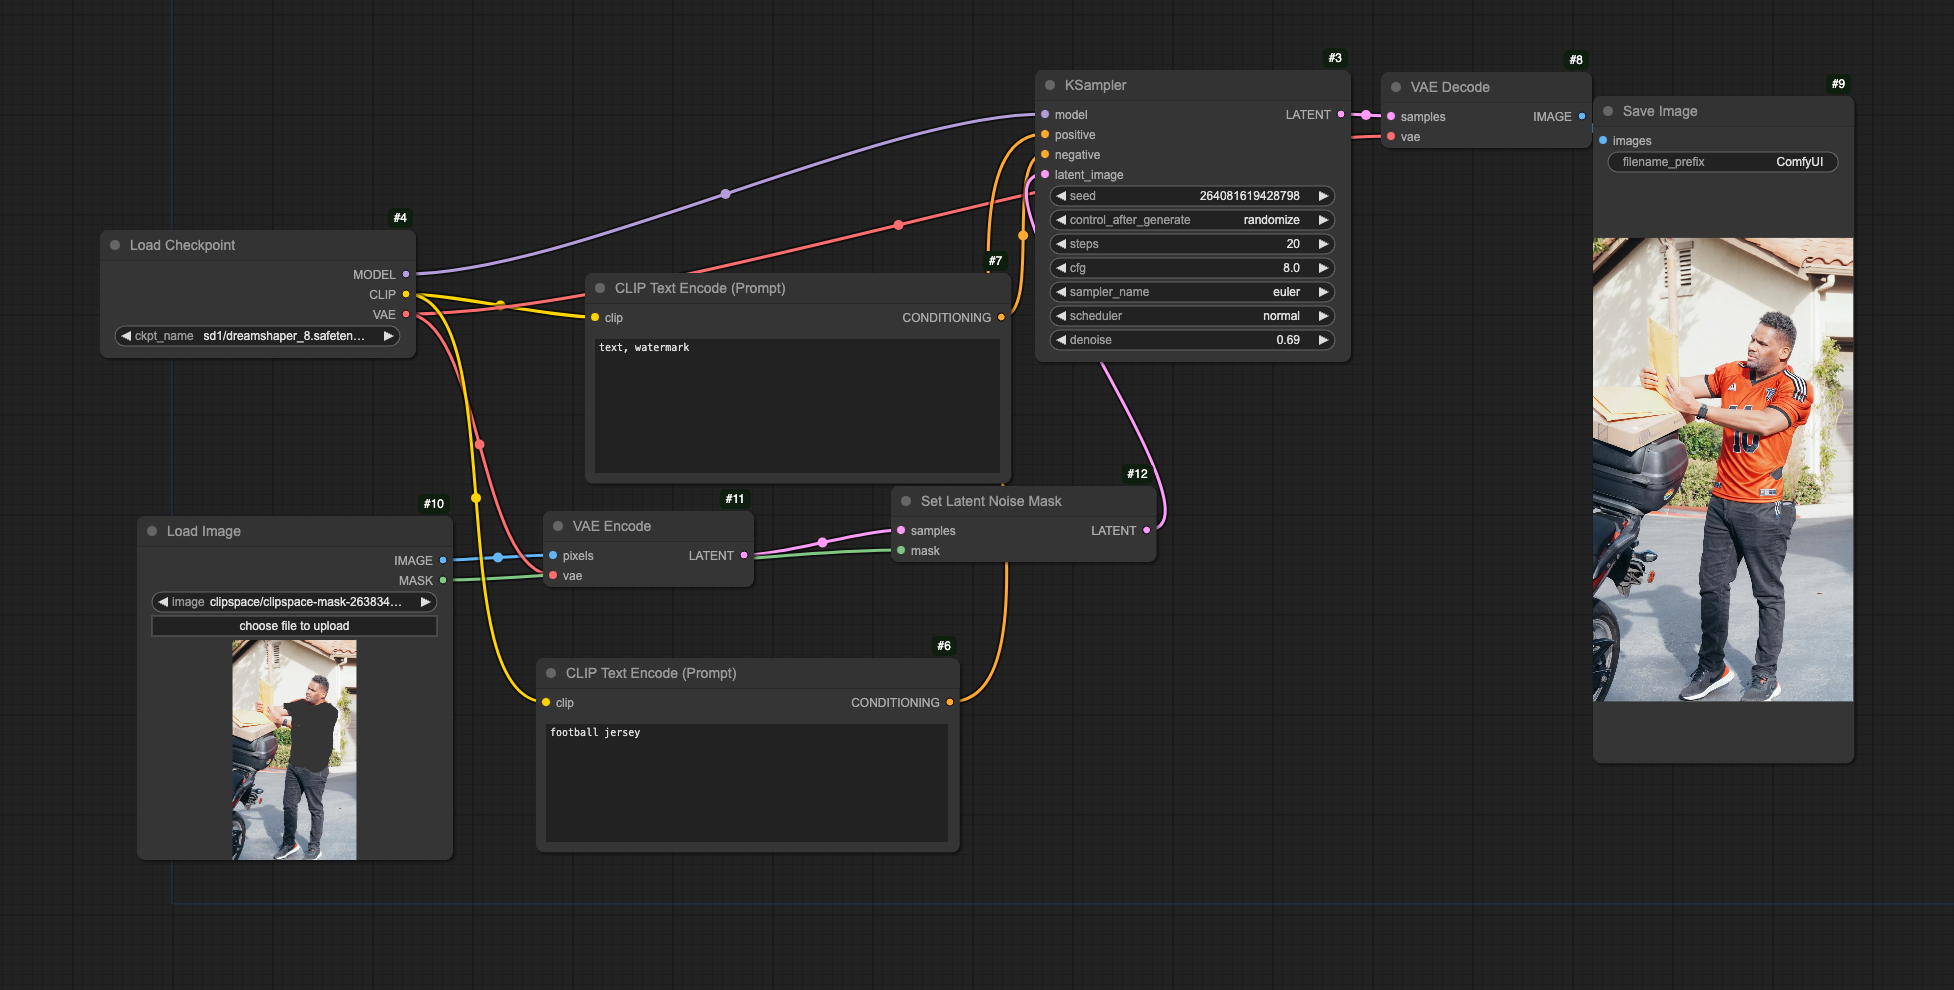 #4
Load Checkpoint
MODEL
CLIP
VAE
ckpt_name sd1/dreamshaper_8.safeten...
#10
Load Image
IMAGE
MASK
image clipspace/clipspace-mask-263834...
choose file to upload
#7
CLIP Text Encode (Prompt)
clip CONDITIONING
text, watermark
#11
VAE Encode
pixels LATENT
vae
#12
Set Latent Noise Mask
samples LATENT
mask
#6
CLIP Text Encode (Prompt)
clip CONDITIONING
football jersey
#3
KSampler
model LATENT
positive
negative
latent_image
seed 264081619428798
control_after_generate randomize
steps 20
cfg 8.0
sampler_name euler
scheduler normal
denoise 0.69
#8
VAE Decode
samples IMAGE
vae
#9
Save Image
images
filename_prefix ComfyUI